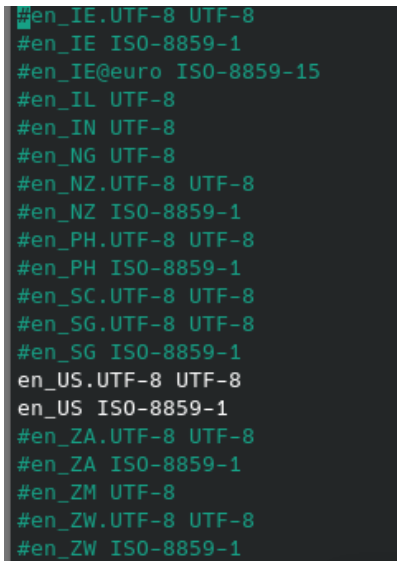 #en_IE.UTF-8 UTF-8
#en_IE ISO-8859-1
#en_IE@euro ISO-8859-15
#en_IL UTF-8
#en_IN UTF-8
#en_NG UTF-8
#en_NZ.UTF-8 UTF-8
#en_NZ ISO-8859-1
#en_PH.UTF-8 UTF-8
#en_PH ISO-8859-1
#en_SC.UTF-8 UTF-8
#en_SG.UTF-8 UTF-8
#en_SG ISO-8859-1
en_US.UTF-8 UTF-8
en_US ISO-8859-1
#en_ZA.UTF-8 UTF-8
#en_ZA ISO-8859-1
#en_ZM UTF-8
#en_ZW.UTF-8 UTF-8
#en_ZW ISO-8859-1